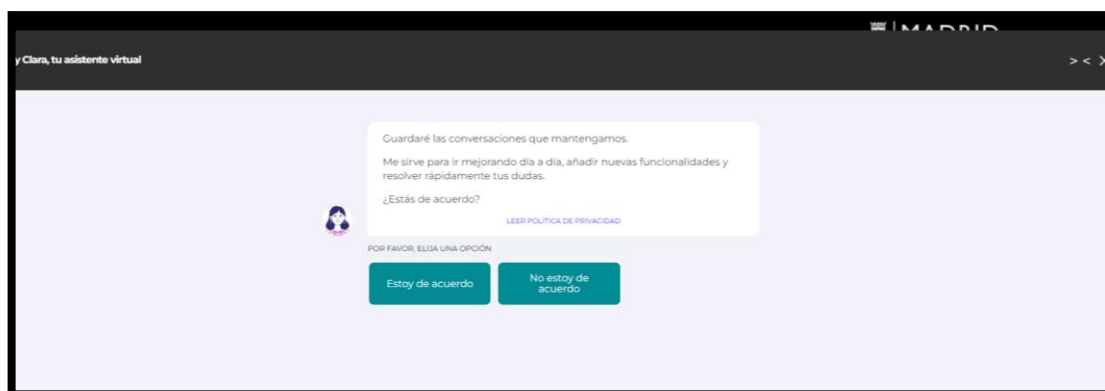 MADRID
y Clara, tu asistente virtual
> < X
Guardaré las conversaciones que mantengamos.
Me sirve para ir mejorando día a día, añadir nuevas funcionalidades y
resolver rápidamente tus dudas.
¿Estás de acuerdo?
LEER POLÍTICA DE PRIVACIDAD
POR FAVOR, ELIJA UNA OPCIÓN
Estoy de acuerdo
No estoy de
acuerdo